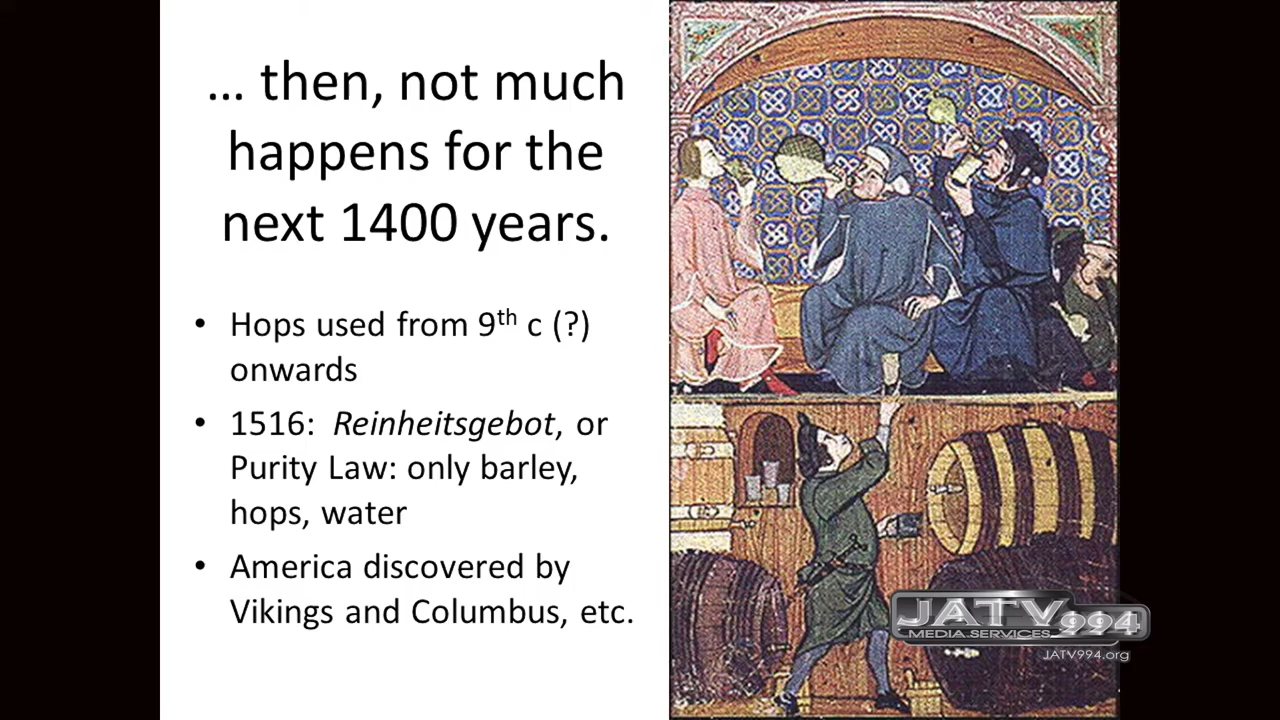 ... then, not much
happens for the
next 1400 years.
• Hops used from 9th c (?)
onwards
• 1516: Reinheitsgebot, or
Purity Law: only barley,
hops, water
• America discovered by
Vikings and Columbus, etc.
JATV994
MEDIA SERVICES
JATV994.org